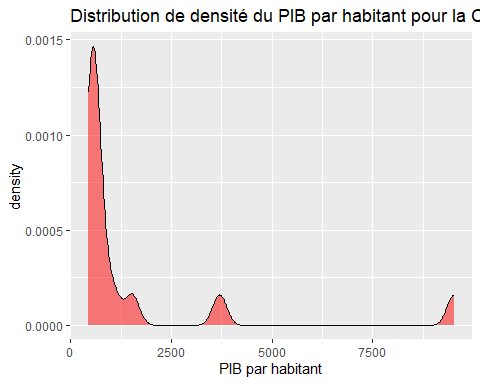 Distribution de densité du PIB par habitant pour la C
0.0015
0.0010
0.0005
0.0000
density
0
2500
5000
7500
PIB par habitant